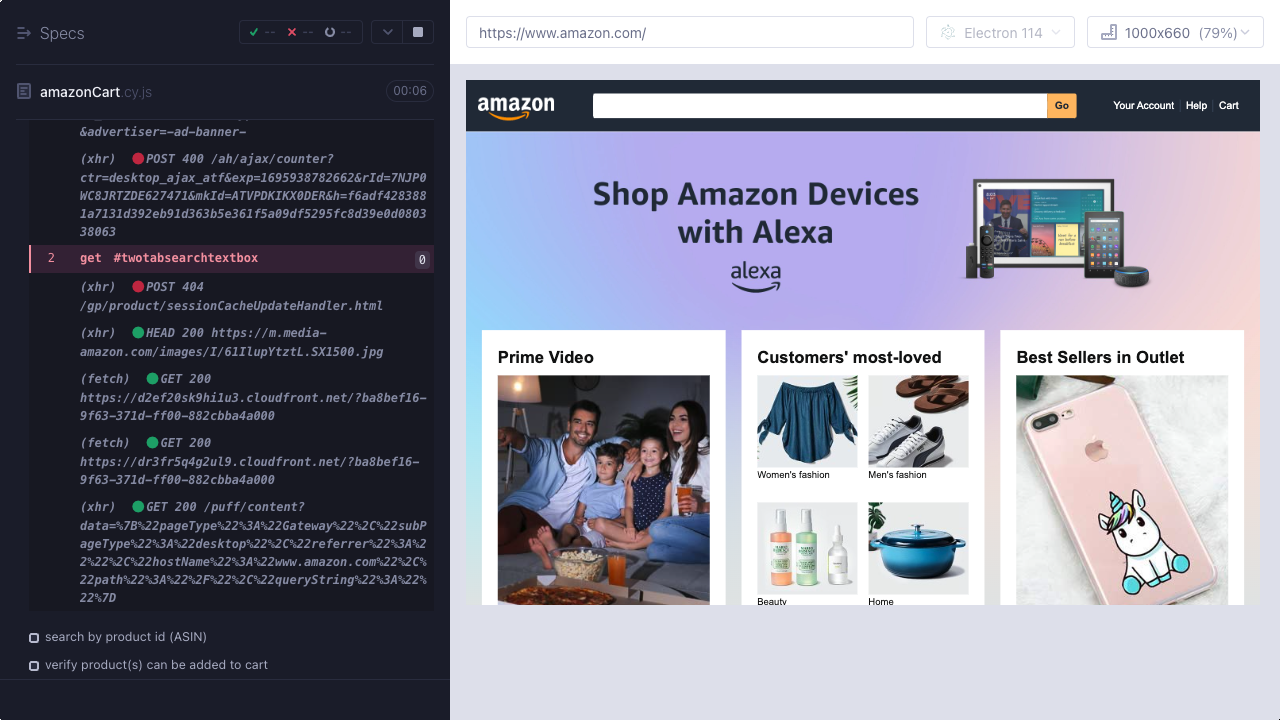 Specs
--
--
--
https://www.amazon.com/
Electron 114
1000x660 (79%)
amazonCart.cy.js
00:06
&advertiser=-ad-banner-
(xhr) POST 400 /ah/ajax/counter?
ctr=desktop_ajax_atf&exp=1695938782662&rId=7NJP0
38063
2 get #twotabsearchtextbox 0
(xhr) POST 404
/gp/product/sessionCacheUpdateHandler.html
(xhr) HEAD 200 https://m.media-
amazon.com/images/I/61IlupYtztL.SX1500.jpg
(fetch) GET 200
https://d2ef20sk9hi1u3.cloudfront.net/?ba8bef16-
9f63-371d-ff00-882cbba4a000
(fetch) GET 200
https://dr3fr5q4g2ul9.cloudfront.net/?ba8bef16-
9f63-371d-ff00-882cbba4a000
(xhr) GET 200 /puff/content?
data=%7B%22pageType%22%3A%22Gateway%22%2C%22subP
ageType%22%3A%22desktop%22%2C%22referrer%22%3A%2
2%22%2C%22hostName%22%3A%22www.amazon.com%22%2C%
22path%22%3A%22%2F%22%2C%22queryString%22%3A%22%
22%7D
search by product id (ASIN)
verify product(s) can be added to cart
amazon
Go
Your Account
Help
Cart
Shop Amazon Devices
with Alexa
alexa
Prime Video
Customers' most-loved
Women's fashion
Men's fashion
Beauty
Home
Best Sellers in Outlet